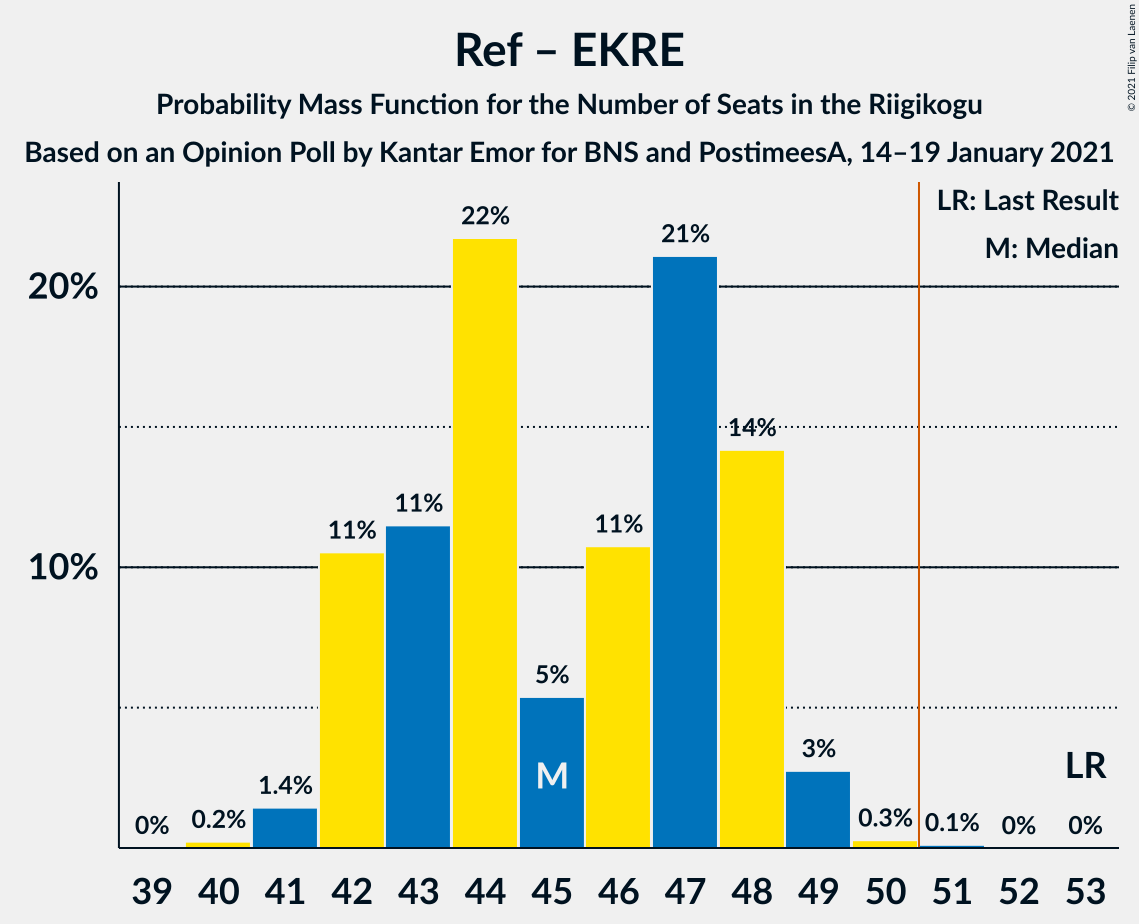 Ref – EKRE
Probability Mass Function for the Number of Seats in the Riigikogu
Based on an Opinion Poll by Kantar Emor for BNS and PostimeesA, 14–19 January 2021
© 2021 Filip van Laenen
LR: Last Result
M: Median
20%
10%
0% 0.2% 1.4% 11% 11% 22% 5% 11% 21% 14% 3% 0.3% 0.1% 0% 0%
M
LR
39 40 41 42 43 44 45 46 47 48 49 50 51 52 53